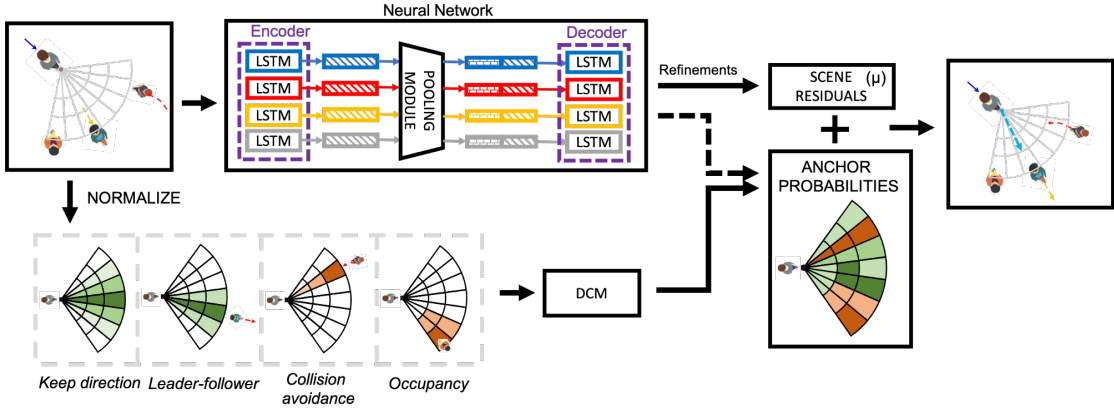 Neural Network
Encoder
Decoder
LSTM
LSTM
LSTM
LSTM
POOLING
MODULE
LSTM
LSTM
LSTM
LSTM
Refinements
SCENE (μ)
RESIDUALS
+
ANCHOR
PROBABILITIES
NORMALIZE
DCM
Keep direction
Leader-follower
Collision
avoidance
Occupancy